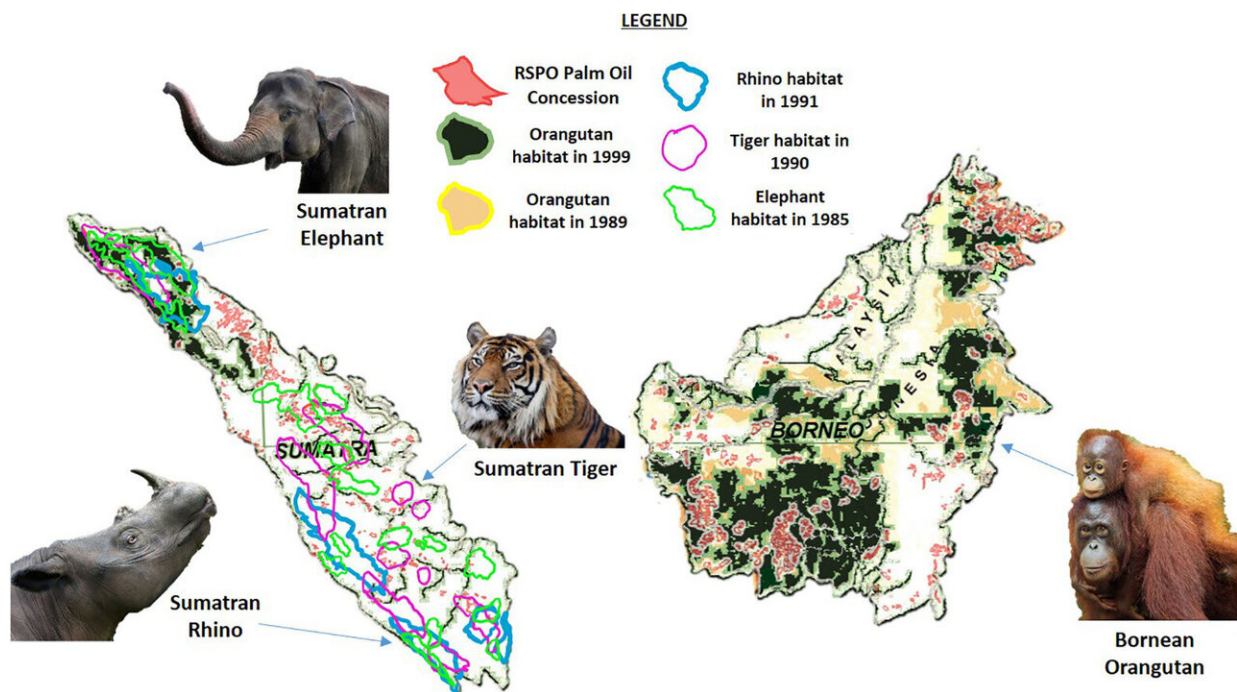 LEGEND
RSPO Palm Oil
Concession
Rhino habitat
in 1991
Orangutan
habitat in 1999
Tiger habitat in
1990
Orangutan
habitat in 1989
Elephant
habitat in 1985
Sumatran
Elephant
MALAYSIA
SUMATRA
Sumatran Tiger
BORNEO
Sumatran
Rhino
Bornean
Orangutan